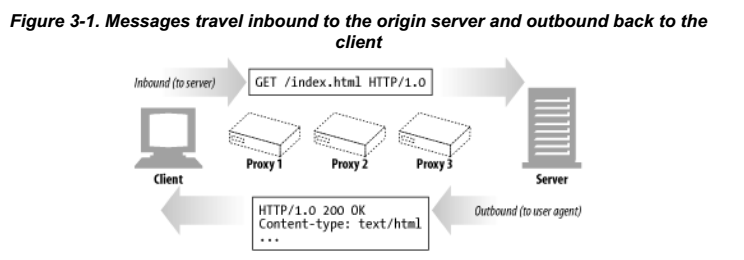 Figure 3-1. Messages travel inbound to the origin server and outbound back to the
client
Inbound (to server)
GET /index.html HTTP/1.0
Proxy 1
Proxy 2
Proxy 3
Client
Server
HTTP/1.0 200 OK
Content-type: text/html
...
Outbound (to user agent)